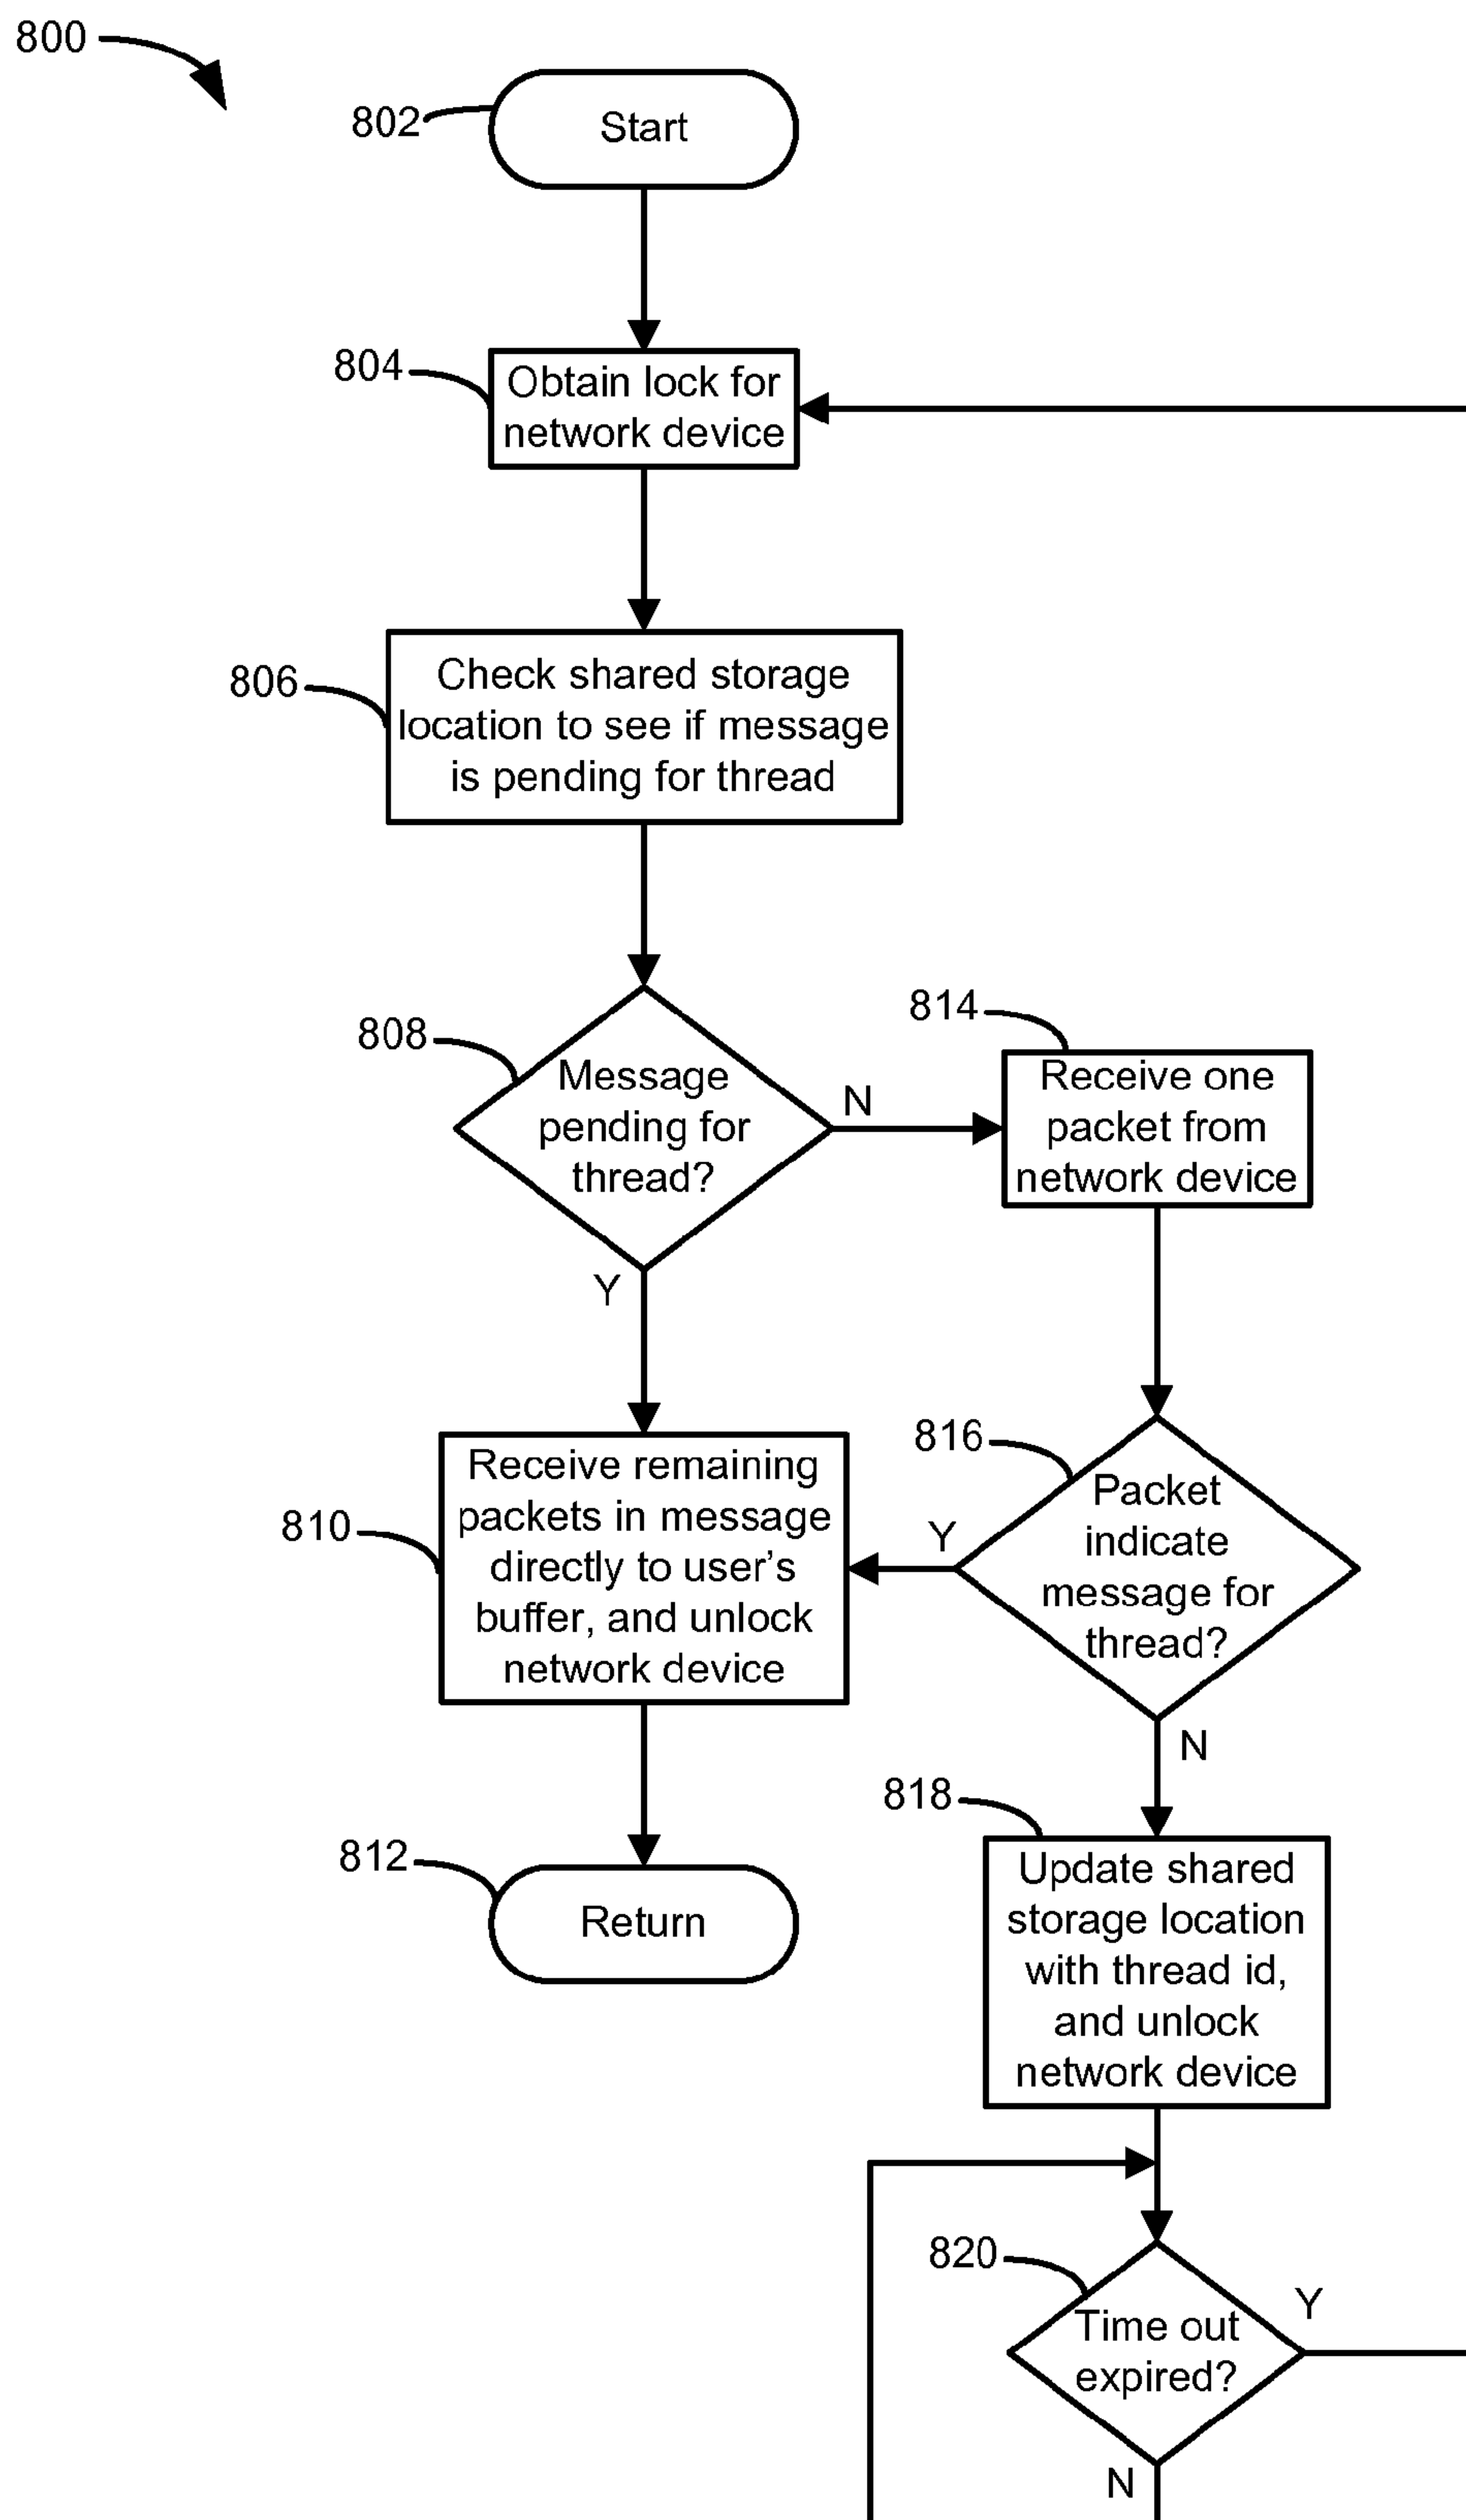 800
802
Start
804
Obtain lock for
network device
806
Check shared storage
location to see if message
is pending for thread
808
Message
pending for
thread?
N
Y
814
Receive one
packet from
network device
816
Packet
indicate
message for
thread?
Y
N
810
Receive remaining
packets in message
directly to user's
buffer, and unlock
network device
812
Return
818
Update shared
storage location
with thread id,
and unlock
network device
820
Time out
expired?
Y
N